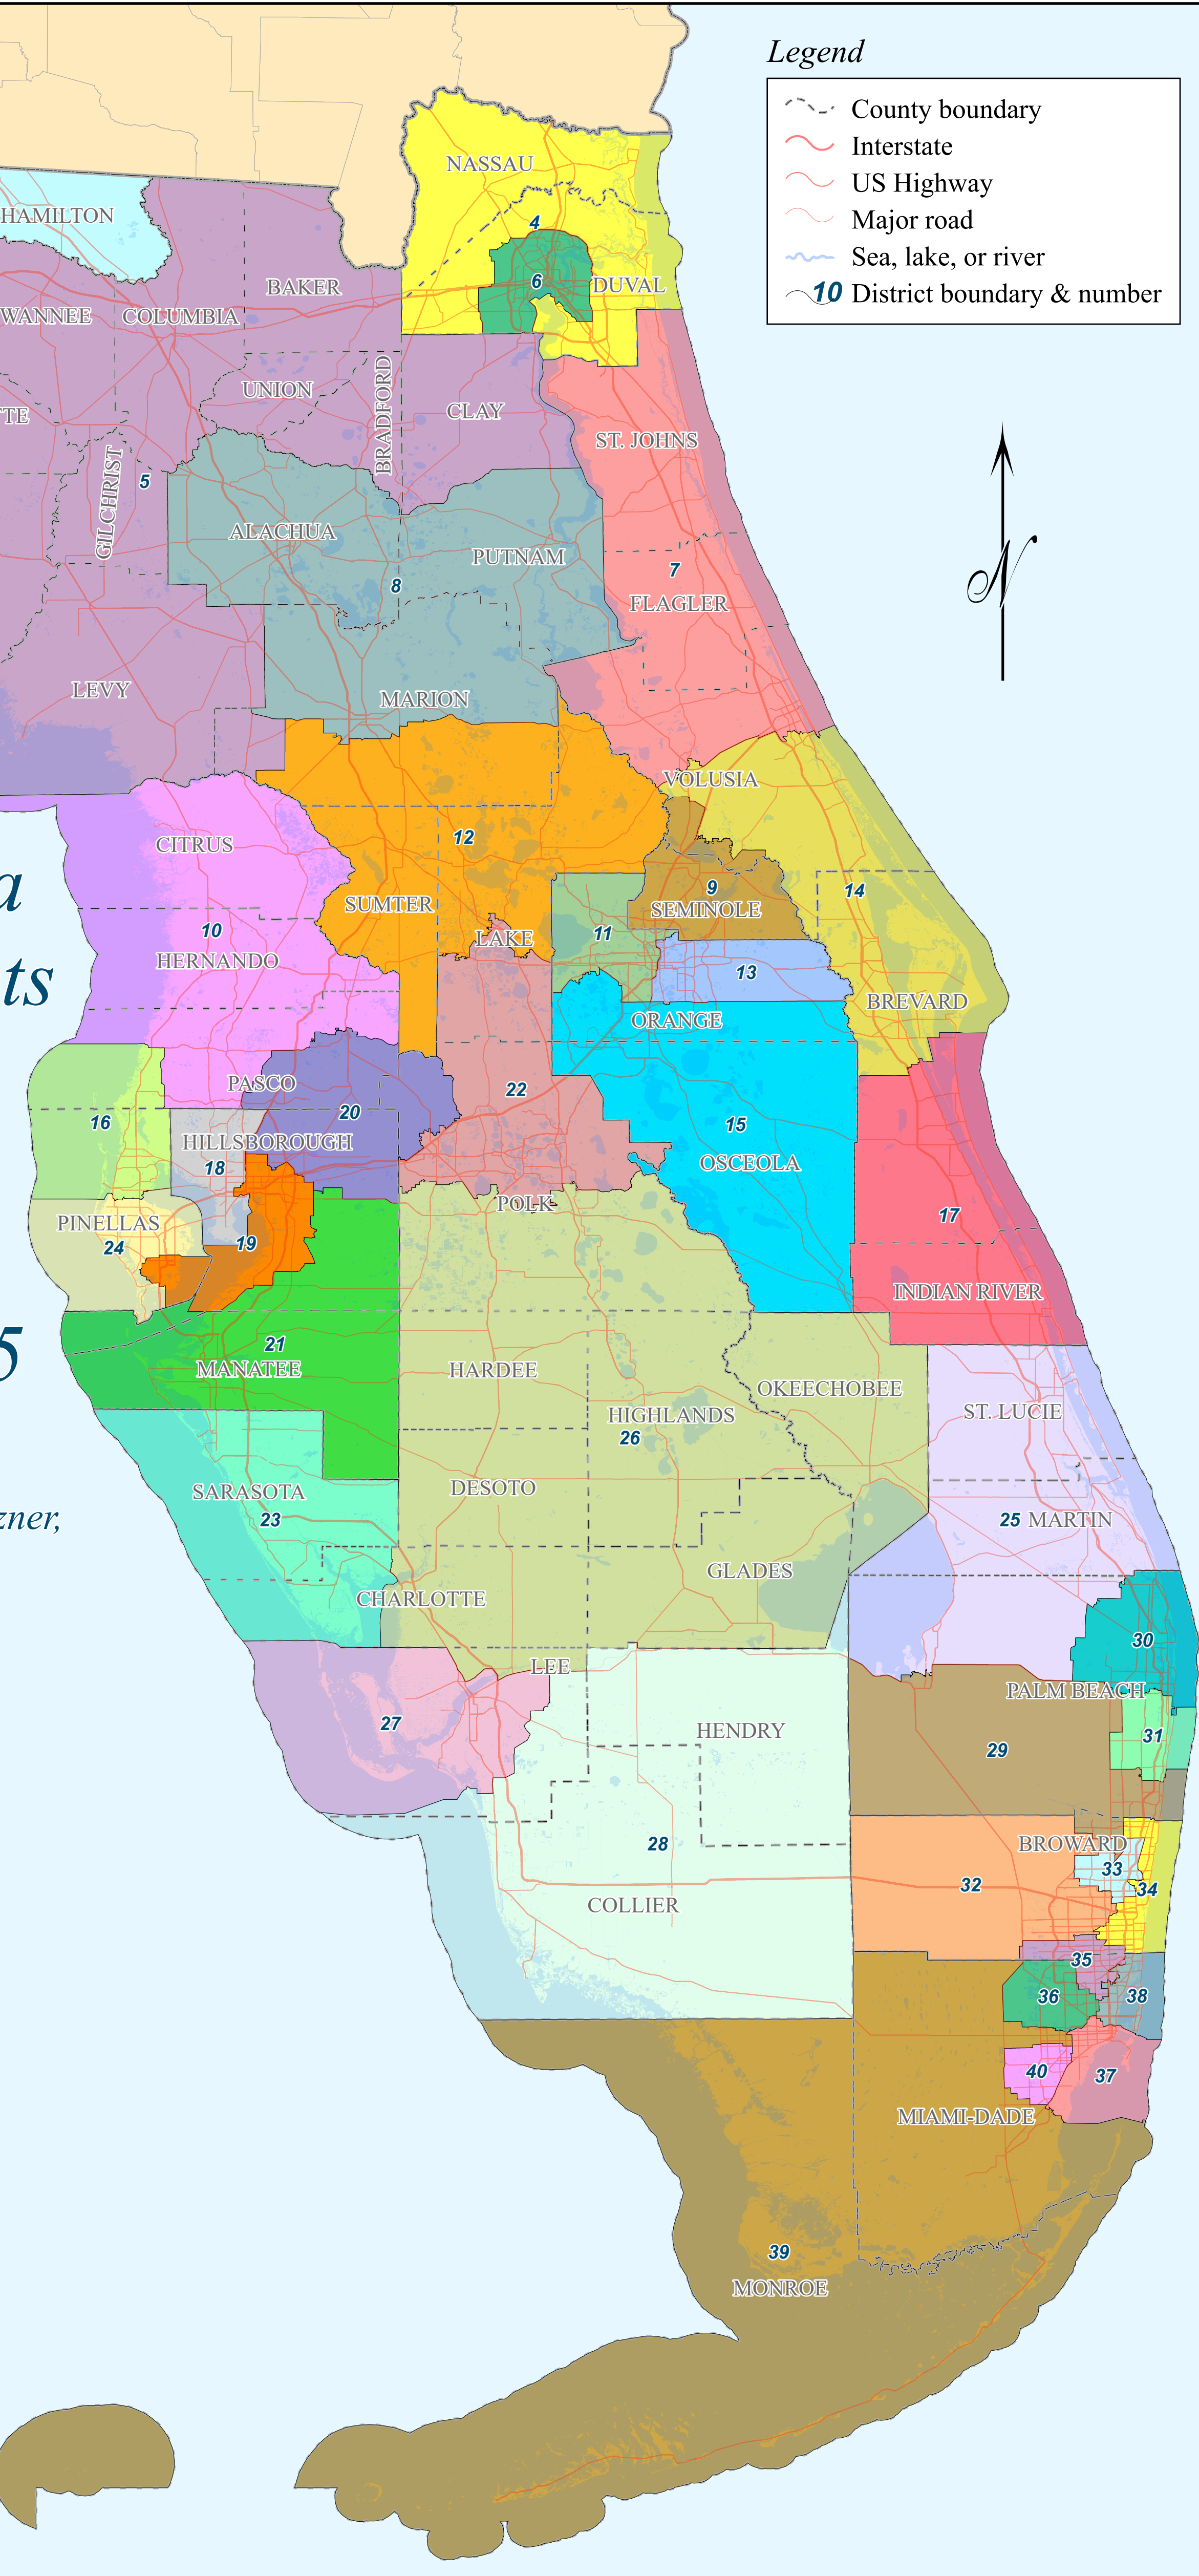 Legend
County boundary
Interstate
US Highway
Major road
Sea, lake, or river
10 District boundary & number
NASSAU
HAMILTON
4
6
DUVAL
BAKER
WANNEE
COLUMBIA
UNION
BRADFORD
CLAY
TTE
ST. JOHNS
GILCHRIST
5
ALACHUA
PUTNAM
8
7
FLAGLER
N
LEVY
MARION
VOLUSIA
CITRUS
12
a
SUMTER
9
SEMINOLE
14
10
LAKE
11
HERNANDO
13
ts
BREVARD
ORANGE
PASCO
22
16
20
15
HILLSBOROUGH
18
OSCEOLA
POLK
PINELLAS
24
19
17
INDIAN RIVER
5
21
MANATEE
HARDEE
OKEECHOBEE
HIGHLANDS
26
ST. LUCIE
SARASOTA
DESOTO
zner,
23
25 MARTIN
GLADES
CHARLOTTE
30
LEE
PALM BEACH
27
HENDRY
31
29
28
BROWARD
33
32
34
COLLIER
35
36
38
40
37
MIAMI-DADE
39
MONROE